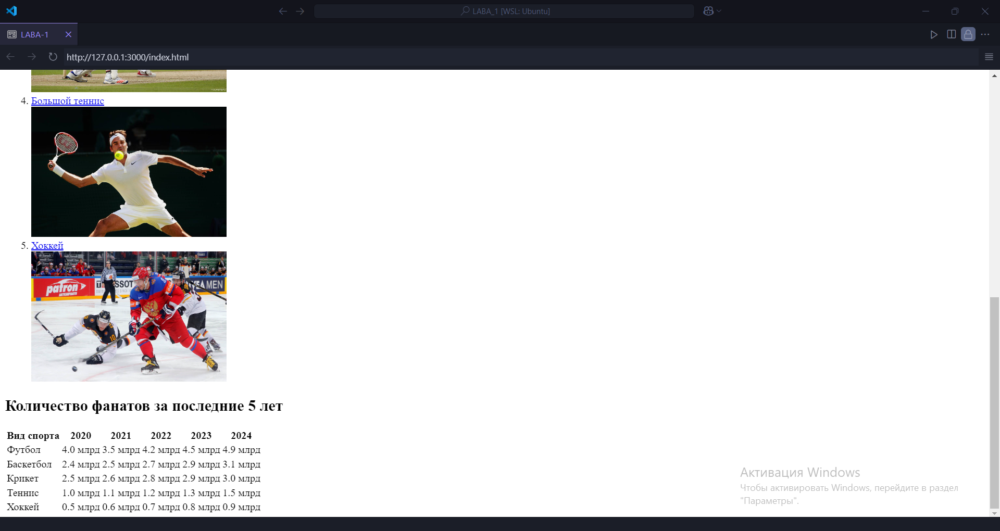 LABA_1 [WSL: Ubuntu]
LABA-1
http://127.0.0.1:3000/index.html
4. Большой теннис
5. Хоккей
patron
АВТОЗАПЧАСТИ
TISSOT
MEN
10
Количество фанатов за последние 5 лет
Вид спорта 2020 2021 2022 2023 2024
Футбол 4.0 млрд 3.5 млрд 4.2 млрд 4.5 млрд 4.9 млрд
Баскетбол 2.4 млрд 2.5 млрд 2.7 млрд 2.9 млрд 3.1 млрд
Крикет 2.5 млрд 2.6 млрд 2.8 млрд 2.9 млрд 3.0 млрд
Теннис 1.0 млрд 1.1 млрд 1.2 млрд 1.3 млрд 1.5 млрд
Хоккей 0.5 млрд 0.6 млрд 0.7 млрд 0.8 млрд 0.9 млрд
Активация Windows
Чтобы активировать Windows, перейдите в раздел
"Параметры".